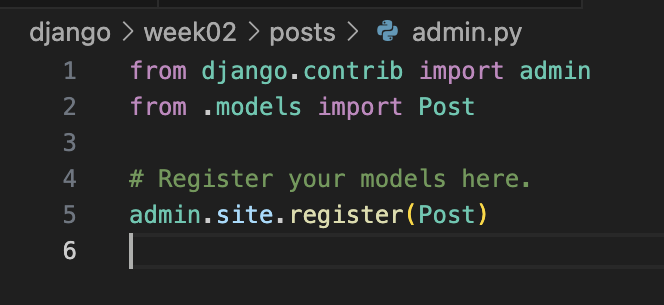 django > week02 > posts > admin.py
1 from django.contrib import admin
2 from .models import Post
3
4 # Register your models here.
5 admin.site.register(Post)
6